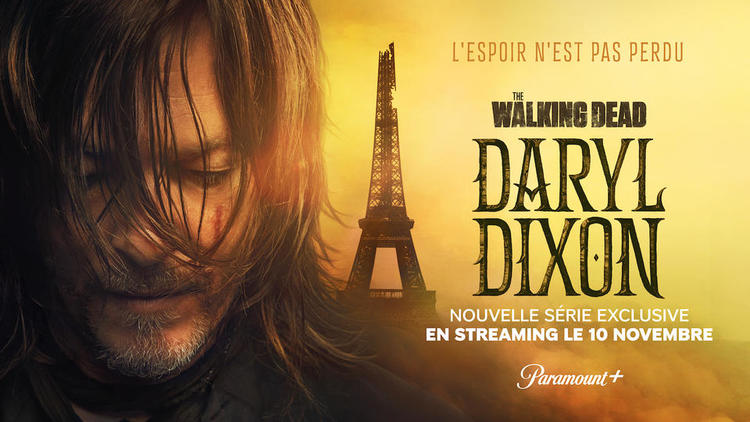 L'ESPOIR N'EST PAS PERDU
THE
WALKING DEAD
DARYL
DIXON
NOUVELLE SÉRIE EXCLUSIVE
EN STREAMING LE 10 NOVEMBRE
Paramount+